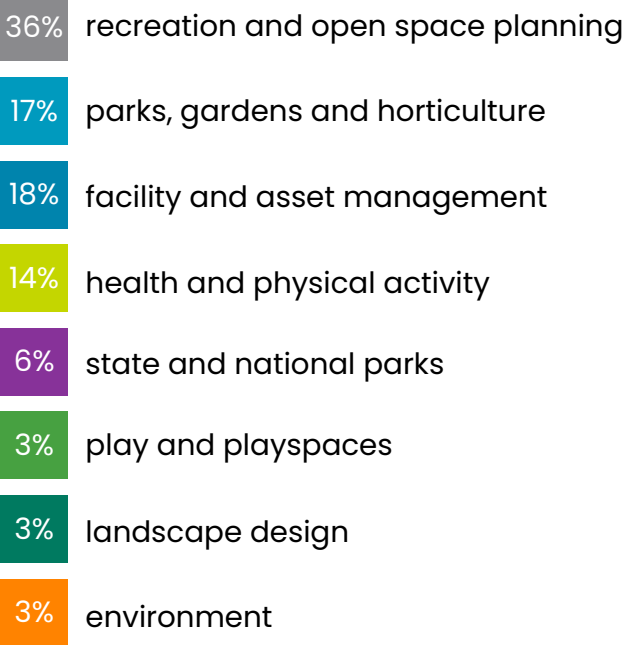 36% recreation and open space planning
17% parks, gardens and horticulture
18% facility and asset management
14% health and physical activity
6% state and national parks
3% play and playspaces
3% landscape design
3% environment